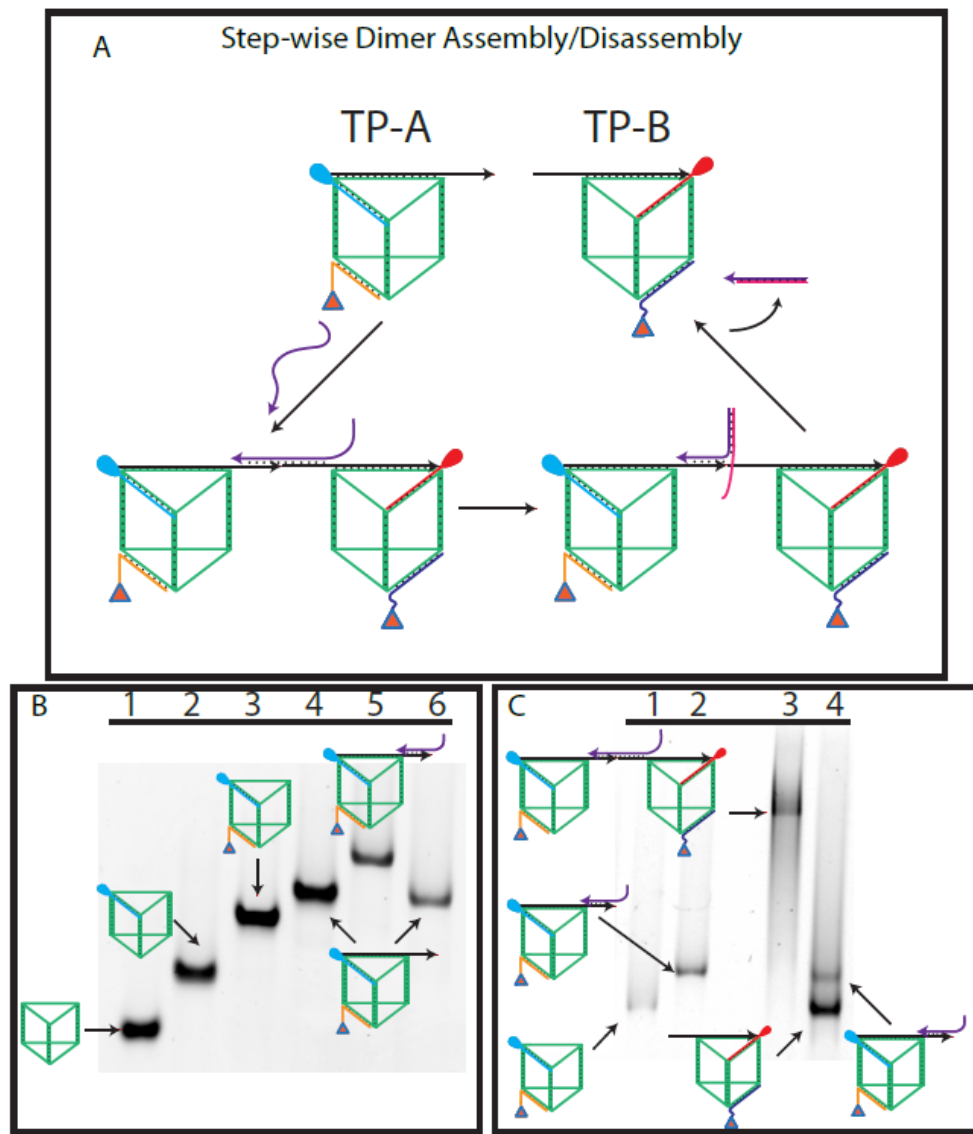 A
Step-wise Dimer Assembly/Disassembly
TP-A
TP-B
B
1 2 3 4 5 6
C
1 2 3 4